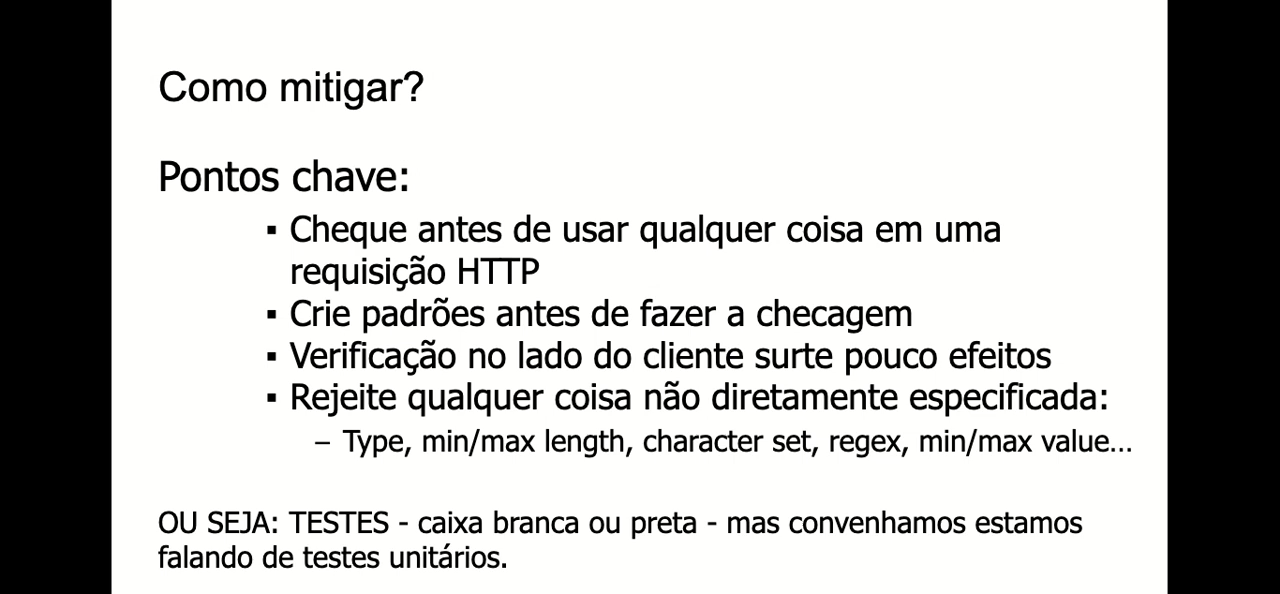 Como mitigar?
Pontos chave:
▪ Cheque antes de usar qualquer coisa em uma
requisição HTTP
▪ Crie padrões antes de fazer a checagem
▪ Verificação no lado do cliente surte pouco efeitos
▪ Rejeite qualquer coisa não diretamente especificada:
– Type, min/max length, character set, regex, min/max value...
OU SEJA: TESTES - caixa branca ou preta - mas convenhamos estamos
falando de testes unitários.